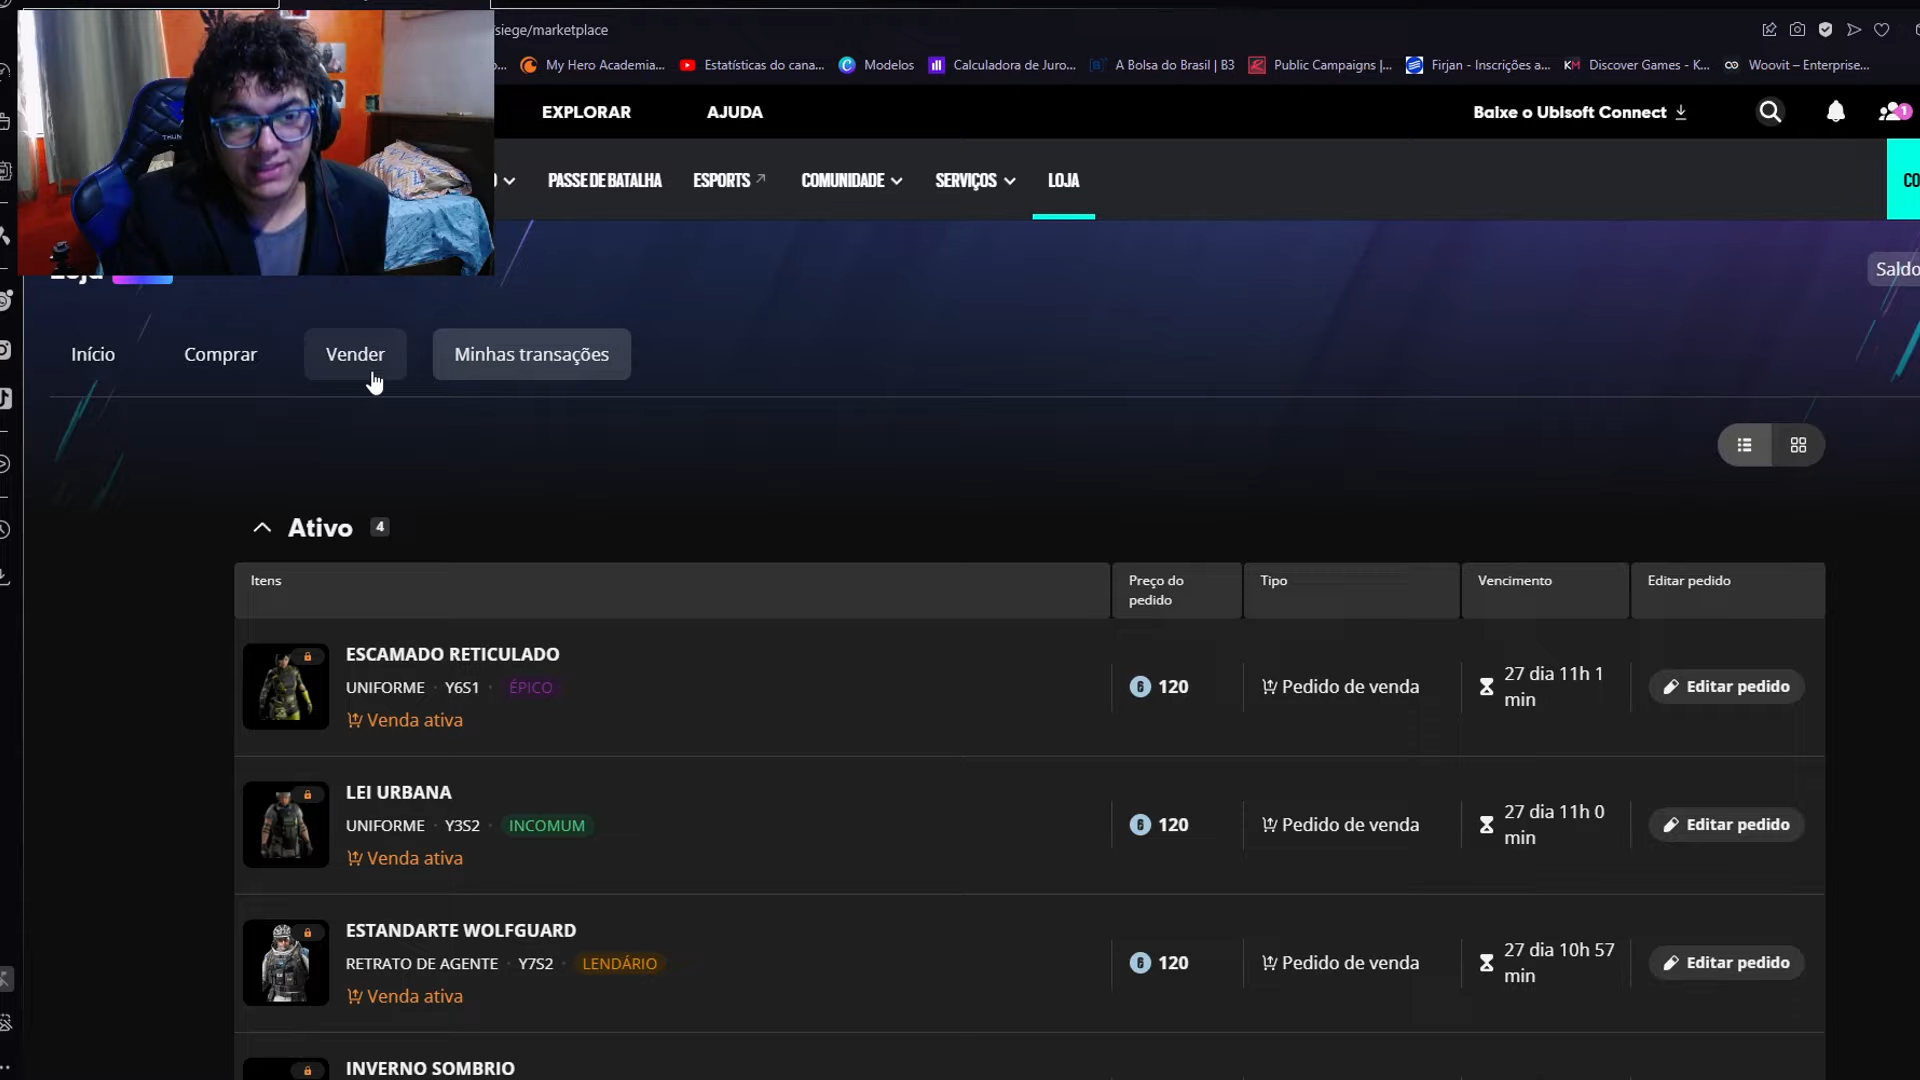 siege/marketplace
My Hero Academia...
Estatísticas do cana...
Modelos
Calculadora de Juro...
A Bolsa do Brasil | B3
Public Campaigns |...
Firjan - Inscrições a...
Discover Games - K...
Woovit – Enterprise...
EXPLORAR
AJUDA
Baixe o Ubisoft Connect
1
PASSE DE BATALHA
ESPORTS
COMUNIDADE
SERVIÇOS
LOJA
CO
Loja
Saldo
Início
Comprar
Vender
Minhas transações
Ativo 4
Itens
Preço do
pedido
Tipo
Vencimento
Editar pedido
ESCAMADO RETICULADO
UNIFORME · Y6S1 · ÉPICO
Venda ativa
120
Pedido de venda
27 dia 11h 1
min
Editar pedido
LEI URBANA
UNIFORME · Y3S2 · INCOMUM
Venda ativa
120
Pedido de venda
27 dia 11h 0
min
Editar pedido
ESTANDARTE WOLFGUARD
RETRATO DE AGENTE · Y7S2 · LENDÁRIO
Venda ativa
120
Pedido de venda
27 dia 10h 57
min
Editar pedido
INVERNO SOMBRIO